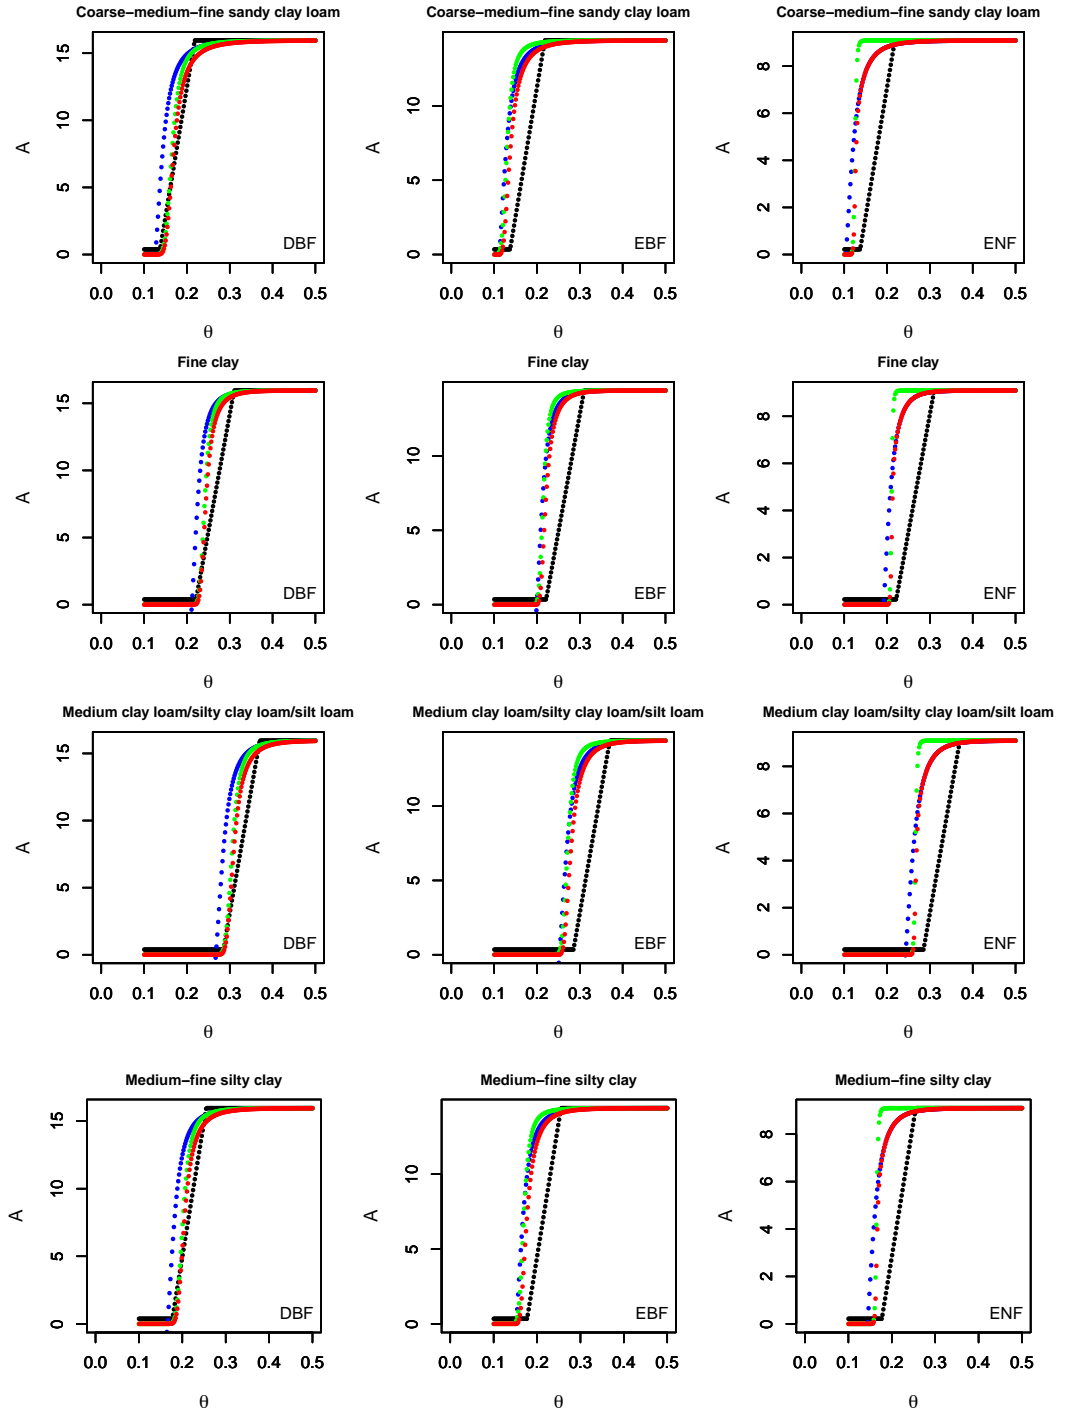 Coarse−medium−fine sandy clay loam
A
0 5 10 15
DBF
0.0 0.1 0.2 0.3 0.4 0.5
θ
Coarse−medium−fine sandy clay loam
A
0 5 10
EBF
0.0 0.1 0.2 0.3 0.4 0.5
θ
Coarse−medium−fine sandy clay loam
A
0 2 4 6 8
ENF
0.0 0.1 0.2 0.3 0.4 0.5
θ
Fine clay
A
0 5 10 15
DBF
0.0 0.1 0.2 0.3 0.4 0.5
θ
Fine clay
A
0 5 10
EBF
0.0 0.1 0.2 0.3 0.4 0.5
θ
Fine clay
A
0 2 4 6 8
ENF
0.0 0.1 0.2 0.3 0.4 0.5
θ
Medium clay loam/silty clay loam/silt loam
A
0 5 10 15
DBF
0.0 0.1 0.2 0.3 0.4 0.5
θ
Medium clay loam/silty clay loam/silt loam
A
0 5 10
EBF
0.0 0.1 0.2 0.3 0.4 0.5
θ
Medium clay loam/silty clay loam/silt loam
A
0 2 4 6 8
ENF
0.0 0.1 0.2 0.3 0.4 0.5
θ
Medium−fine silty clay
A
0 5 10 15
DBF
0.0 0.1 0.2 0.3 0.4 0.5
θ
Medium−fine silty clay
A
0 5 10
EBF
0.0 0.1 0.2 0.3 0.4 0.5
θ
Medium−fine silty clay
A
0 2 4 6 8
ENF
0.0 0.1 0.2 0.3 0.4 0.5
θ